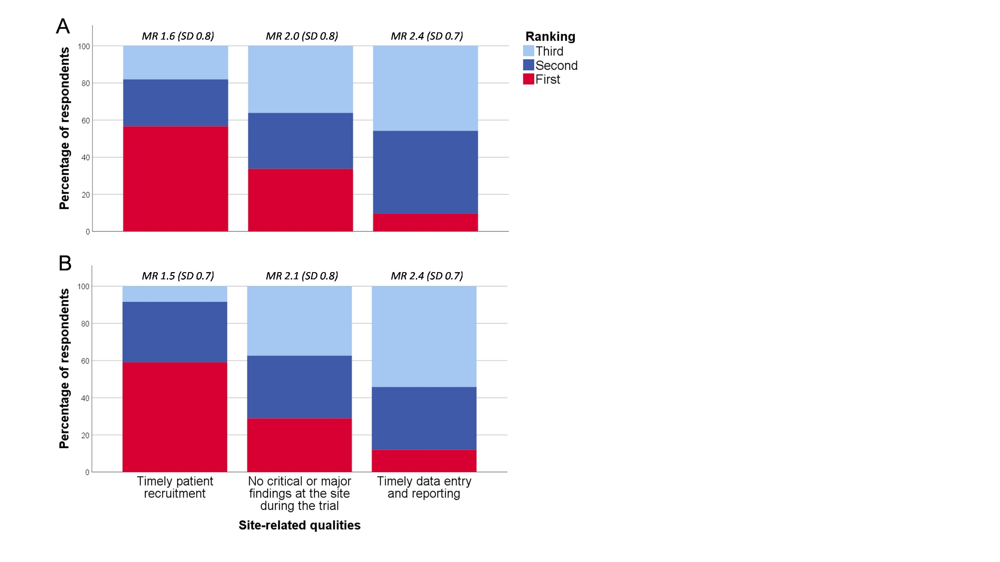 A
MR 1.6 (SD 0.8)
MR 2.0 (SD 0.8)
MR 2.4 (SD 0.7)
Ranking
Third
Second
First
Percentage of respondents
100
80
60
40
20
0
B
MR 1.5 (SD 0.7)
MR 2.1 (SD 0.8)
MR 2.4 (SD 0.7)
Percentage of respondents
100
80
60
40
20
0
Timely patient
recruitment
No critical or major
findings at the site
during the trial
Timely data entry
and reporting
Site-related qualities